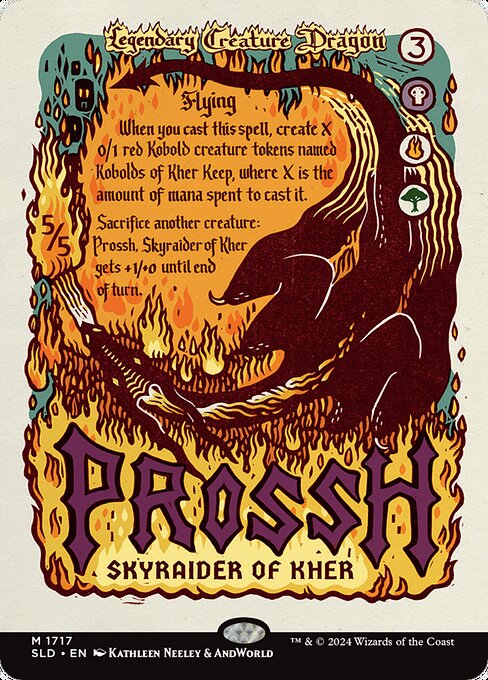 Legendary Creature Dragon
3
Flying
When you cast this spell, create X
0/1 red Kobold creature tokens named
Kobolds of Kher Keep, where X is the
amount of mana spent to cast it.
Sacrifice another creature:
Prossh, Skyraider of Kher
gets +1/+0 until end
of turn.
5/5
PROSSH
SKYRAIDER OF KHER
M 1717
SLD • EN KATHLEEN NEELEY & ANDWORLD
™ & © 2024 Wizards of the Coast